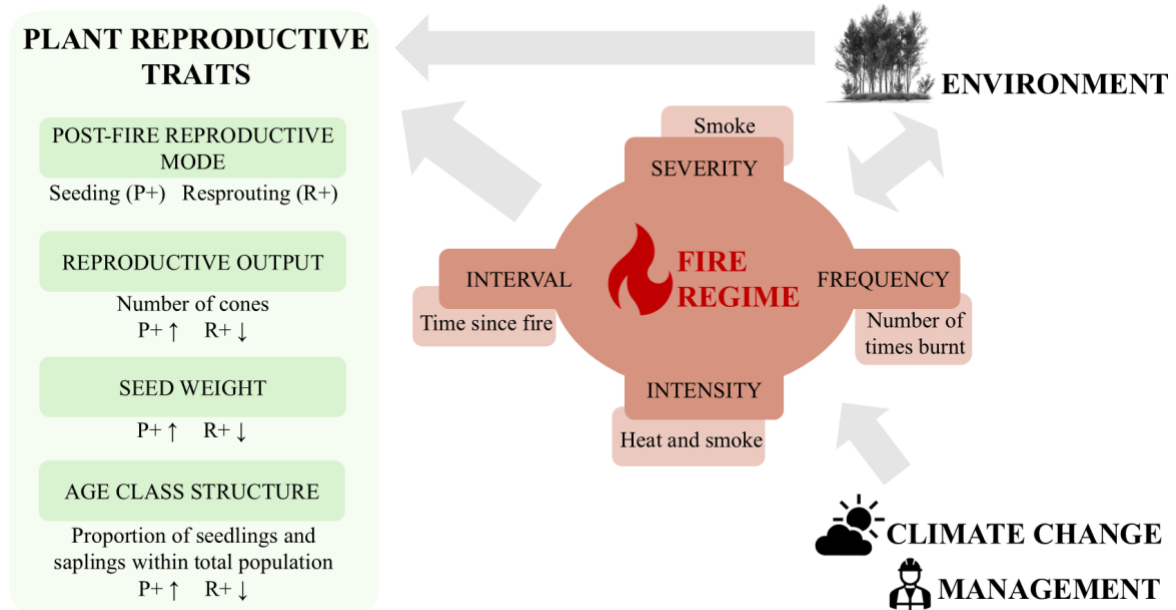 PLANT REPRODUCTIVE
TRAITS
POST-FIRE REPRODUCTIVE
MODE
Seeding (P+) Resprouting (R+)
REPRODUCTIVE OUTPUT
Number of cones
P+ ↑ R+ ↓
SEED WEIGHT
P+ ↑ R+ ↓
AGE CLASS STRUCTURE
Proportion of seedlings and
saplings within total population
P+ ↑ R+ ↓
ENVIRONMENT
Smoke
SEVERITY
INTERVAL
Time since fire
FIRE
REGIME
FREQUENCY
Number of
times burnt
INTENSITY
Heat and smoke
CLIMATE CHANGE
MANAGEMENT